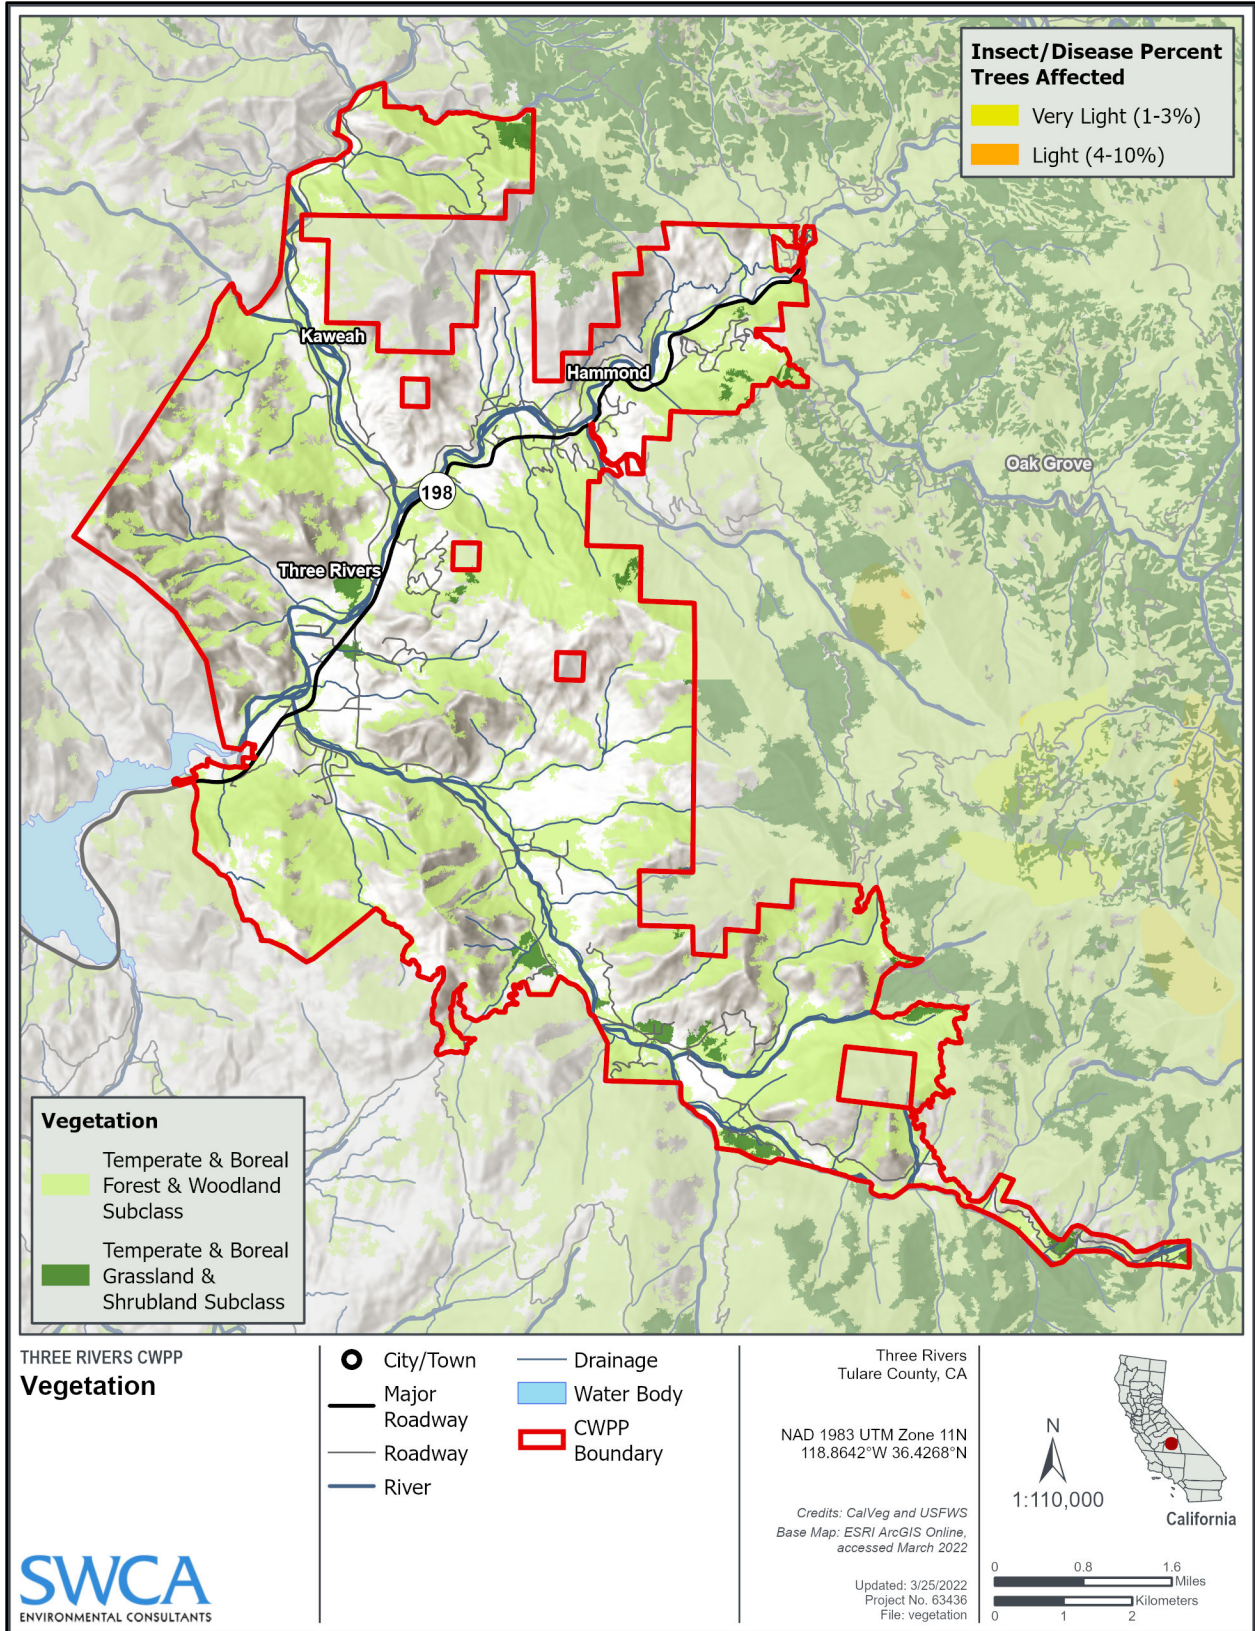 Insect/Disease Percent
Trees Affected
Very Light (1-3%)
Light (4-10%)
Kaweah
Hammond
Oak Grove
198
Three Rivers
Vegetation
Temperate & Boreal
Forest & Woodland
Subclass
Temperate & Boreal
Grassland &
Shrubland Subclass
THREE RIVERS CWPP
Vegetation
SWCA
ENVIRONMENTAL CONSULTANTS
City/Town
Major
Roadway
Roadway
River
Drainage
Water Body
CWPP
Boundary
Three Rivers
Tulare County, CA
NAD 1983 UTM Zone 11N
118.8642°W 36.4268°N
Credits: CalVeg and USFWS
Base Map: ESRI ArcGIS Online,
accessed March 2022
Updated: 3/25/2022
Project No. 63436
File: vegetation
N
1:110,000
California
0 0.8 1.6
Miles
Kilometers
0 1 2